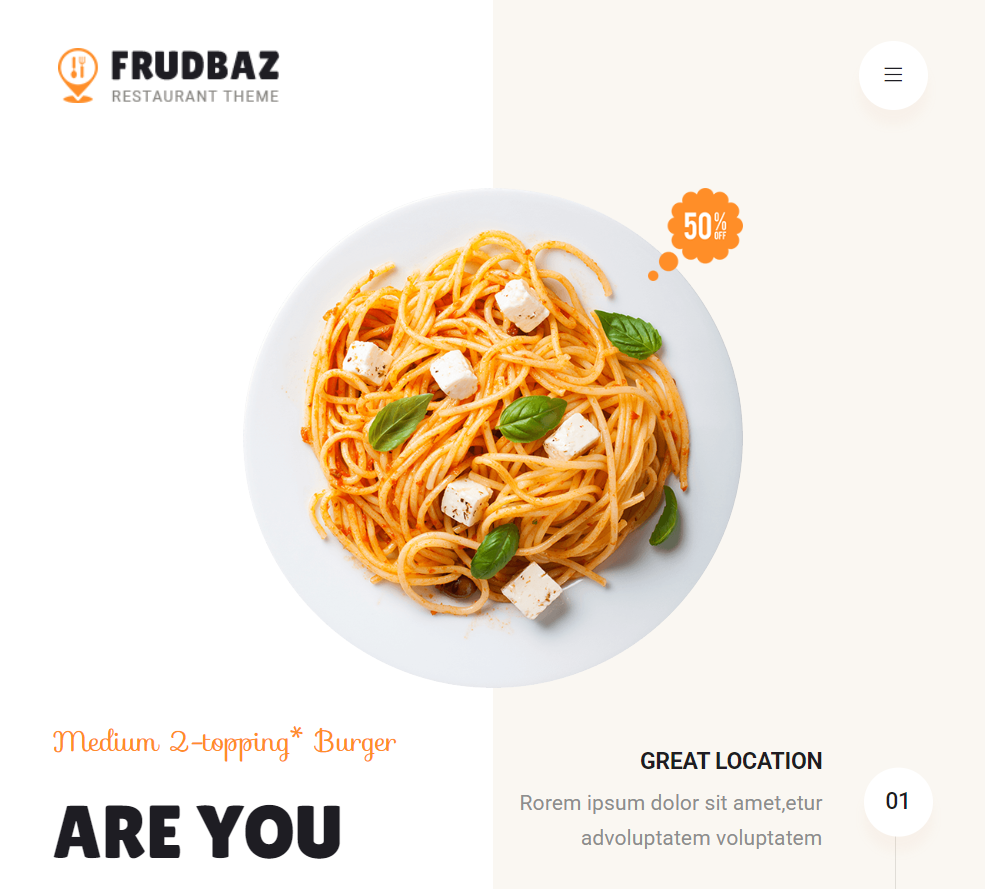 FRUDBAZ
RESTAURANT THEME
50%
OFF
Medium 2-topping* Burger
ARE YOU
GREAT LOCATION
Rorem ipsum dolor sit amet,etur
advoluptatem voluptatem
01